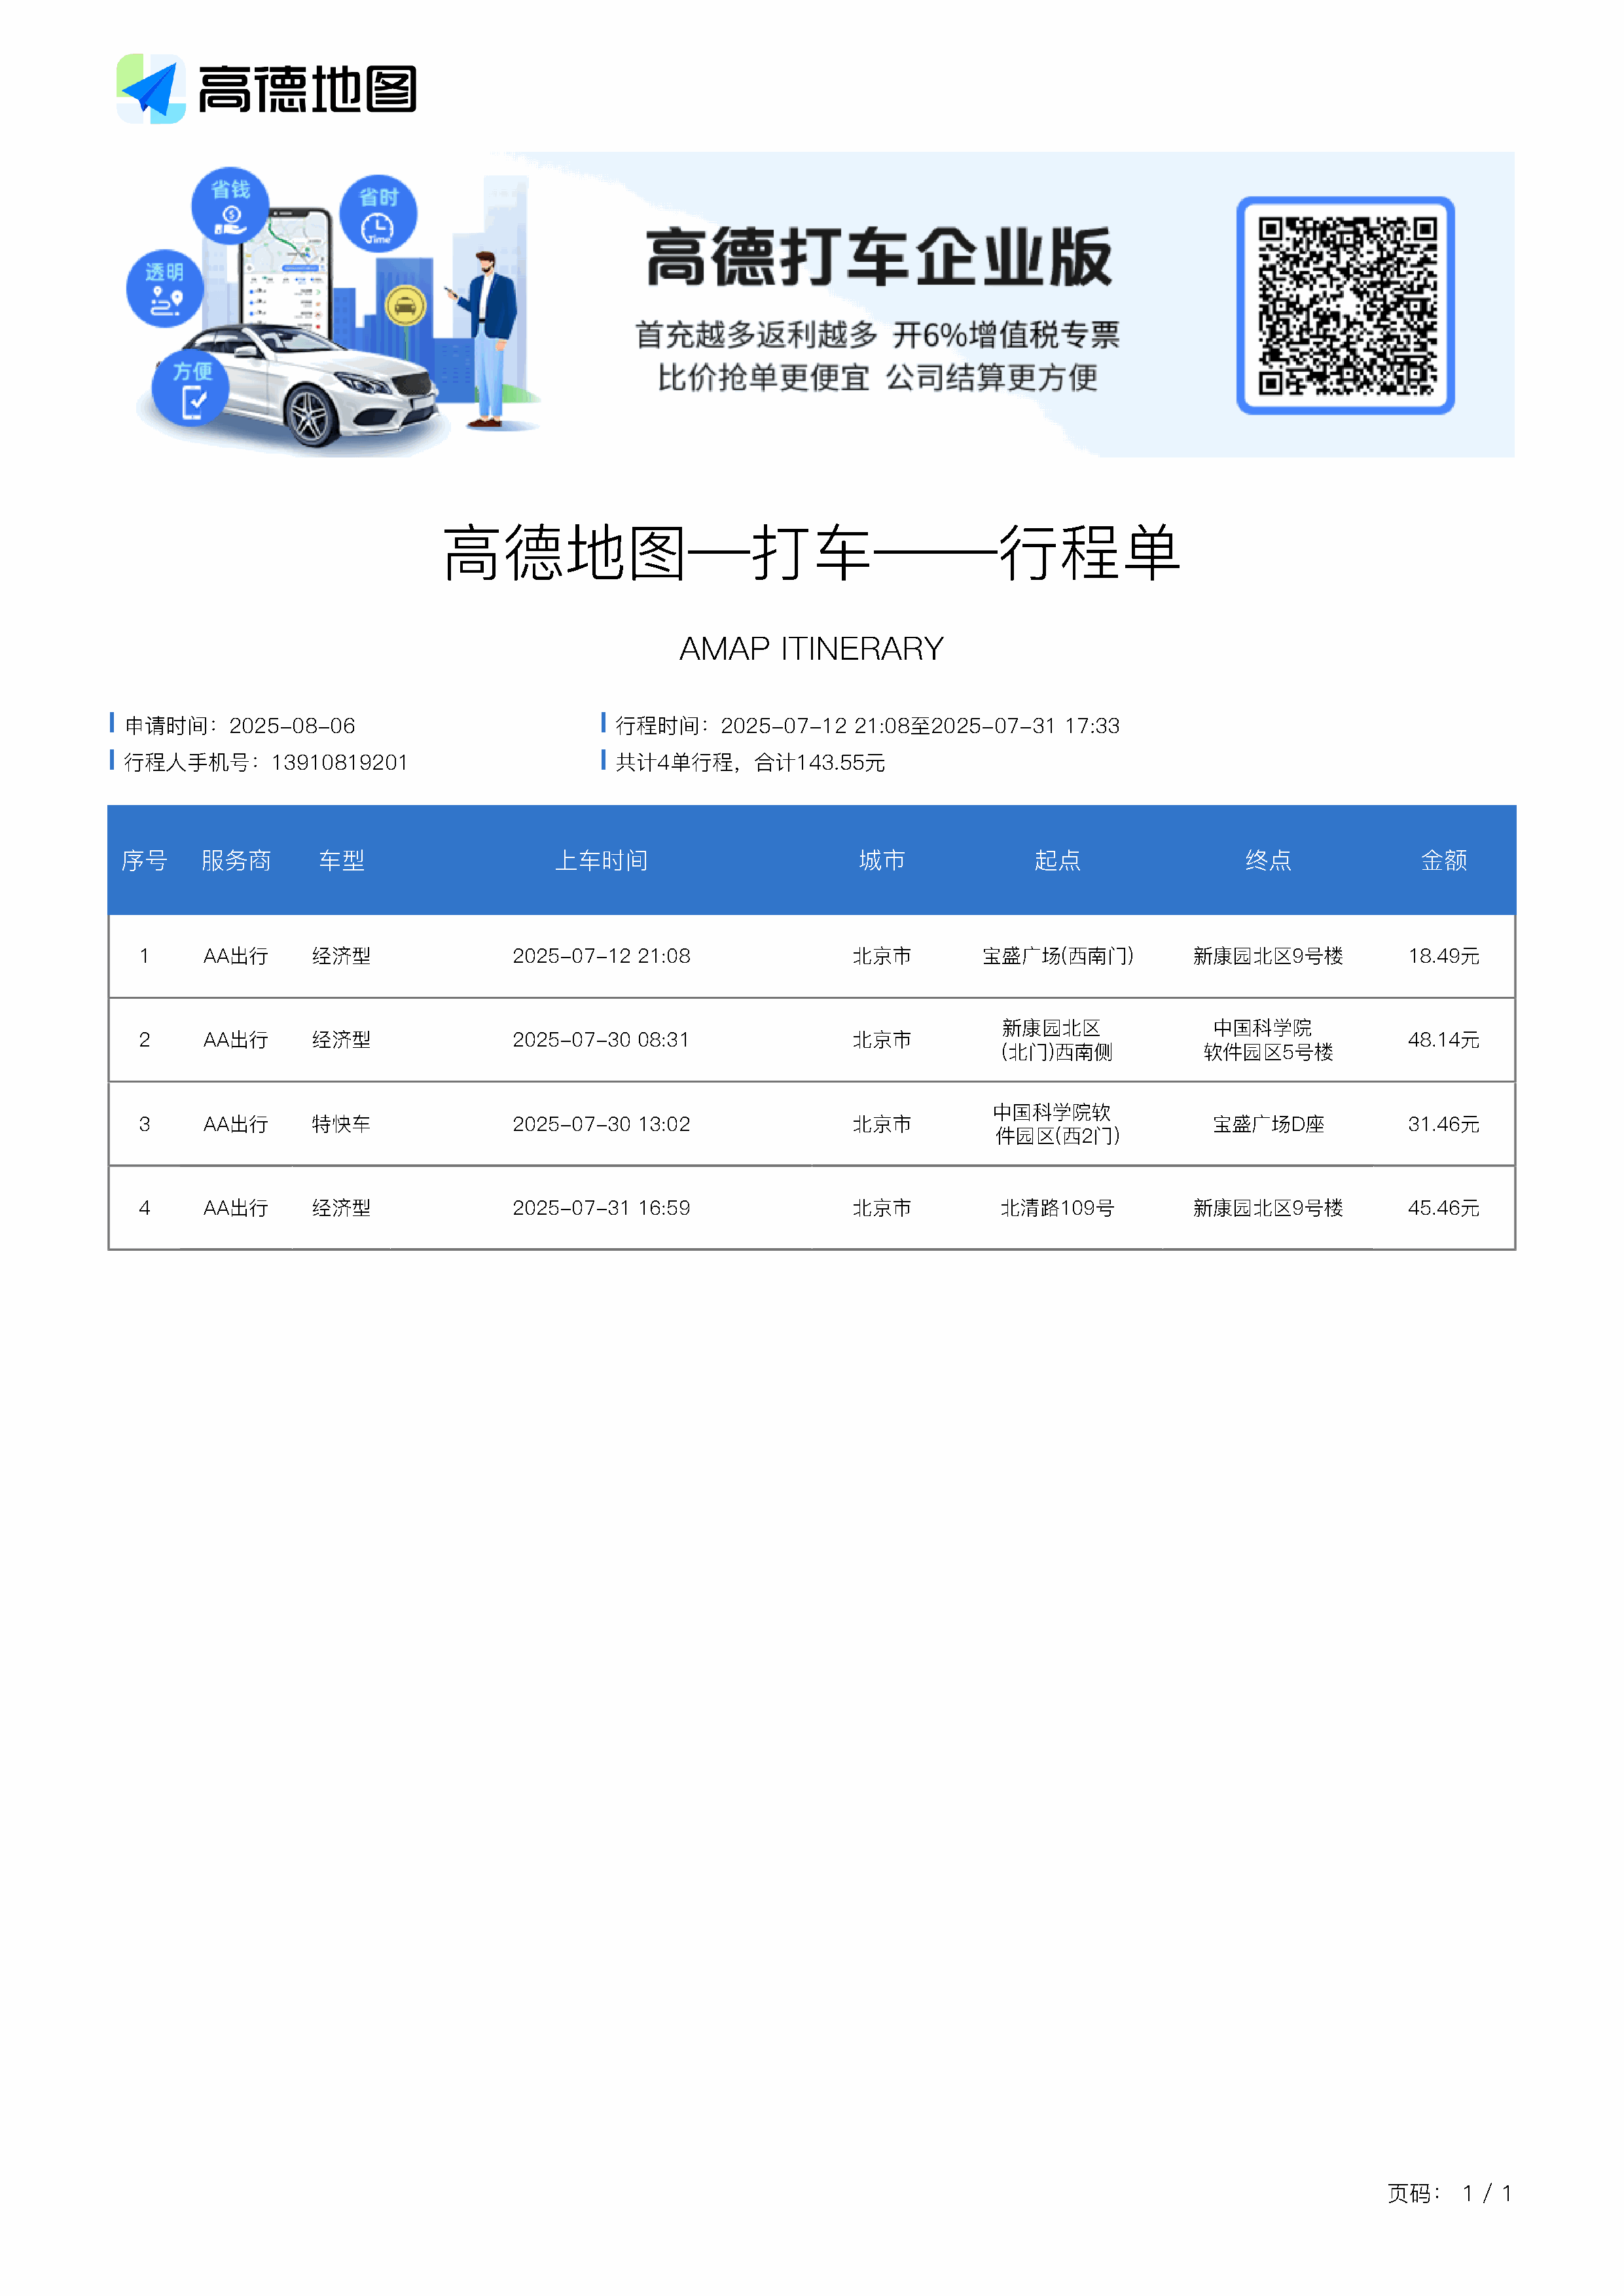 高德地图
省钱
省时
Time
透明
方便
高德打车企业版
首充越多返利越多 开6%增值税专票
比价抢单更便宜 公司结算更方便
高德地图—打车——行程单
AMAP ITINERARY
申请时间：2025-08-06 行程时间：2025-07-12 21:08至2025-07-31 17:33
行程人手机号：13910819201 共计4单行程，合计143.55元
序号 服务商 车型 上车时间 城市 起点 终点 金额
1 AA出行 经济型 2025-07-12 21:08 北京市 宝盛广场(西南门) 新康园北区9号楼 18.49元
2 AA出行 经济型 2025-07-30 08:31 北京市 新康园北区(北门)西南侧 中国科学院软件园区5号楼 48.14元
3 AA出行 特快车 2025-07-30 13:02 北京市 中国科学院软件园区(西2门) 宝盛广场D座 31.46元
4 AA出行 经济型 2025-07-31 16:59 北京市 北清路109号 新康园北区9号楼 45.46元
页码： 1 / 1